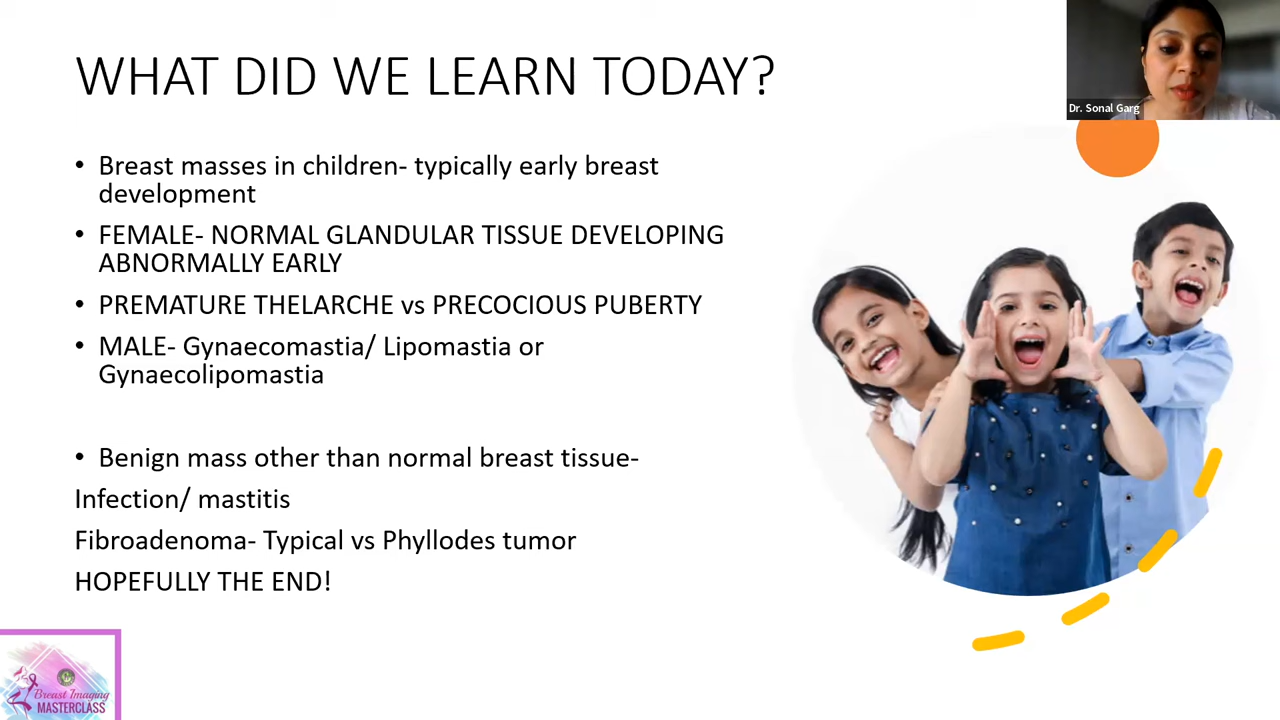 WHAT DID WE LEARN TODAY?
Dr. Sonal Garg
• Breast masses in children- typically early breast
development
• FEMALE- NORMAL GLANDULAR TISSUE DEVELOPING
ABNORMALLY EARLY
• PREMATURE THELARCHE vs PRECOCIOUS PUBERTY
• MALE- Gynaecomastia/ Lipomastia or
Gynaecolipomastia
• Benign mass other than normal breast tissue-
Infection/ mastitis
Fibroadenoma- Typical vs Phyllodes tumor
HOPEFULLY THE END!
Breast Imaging
MASTERCLASS